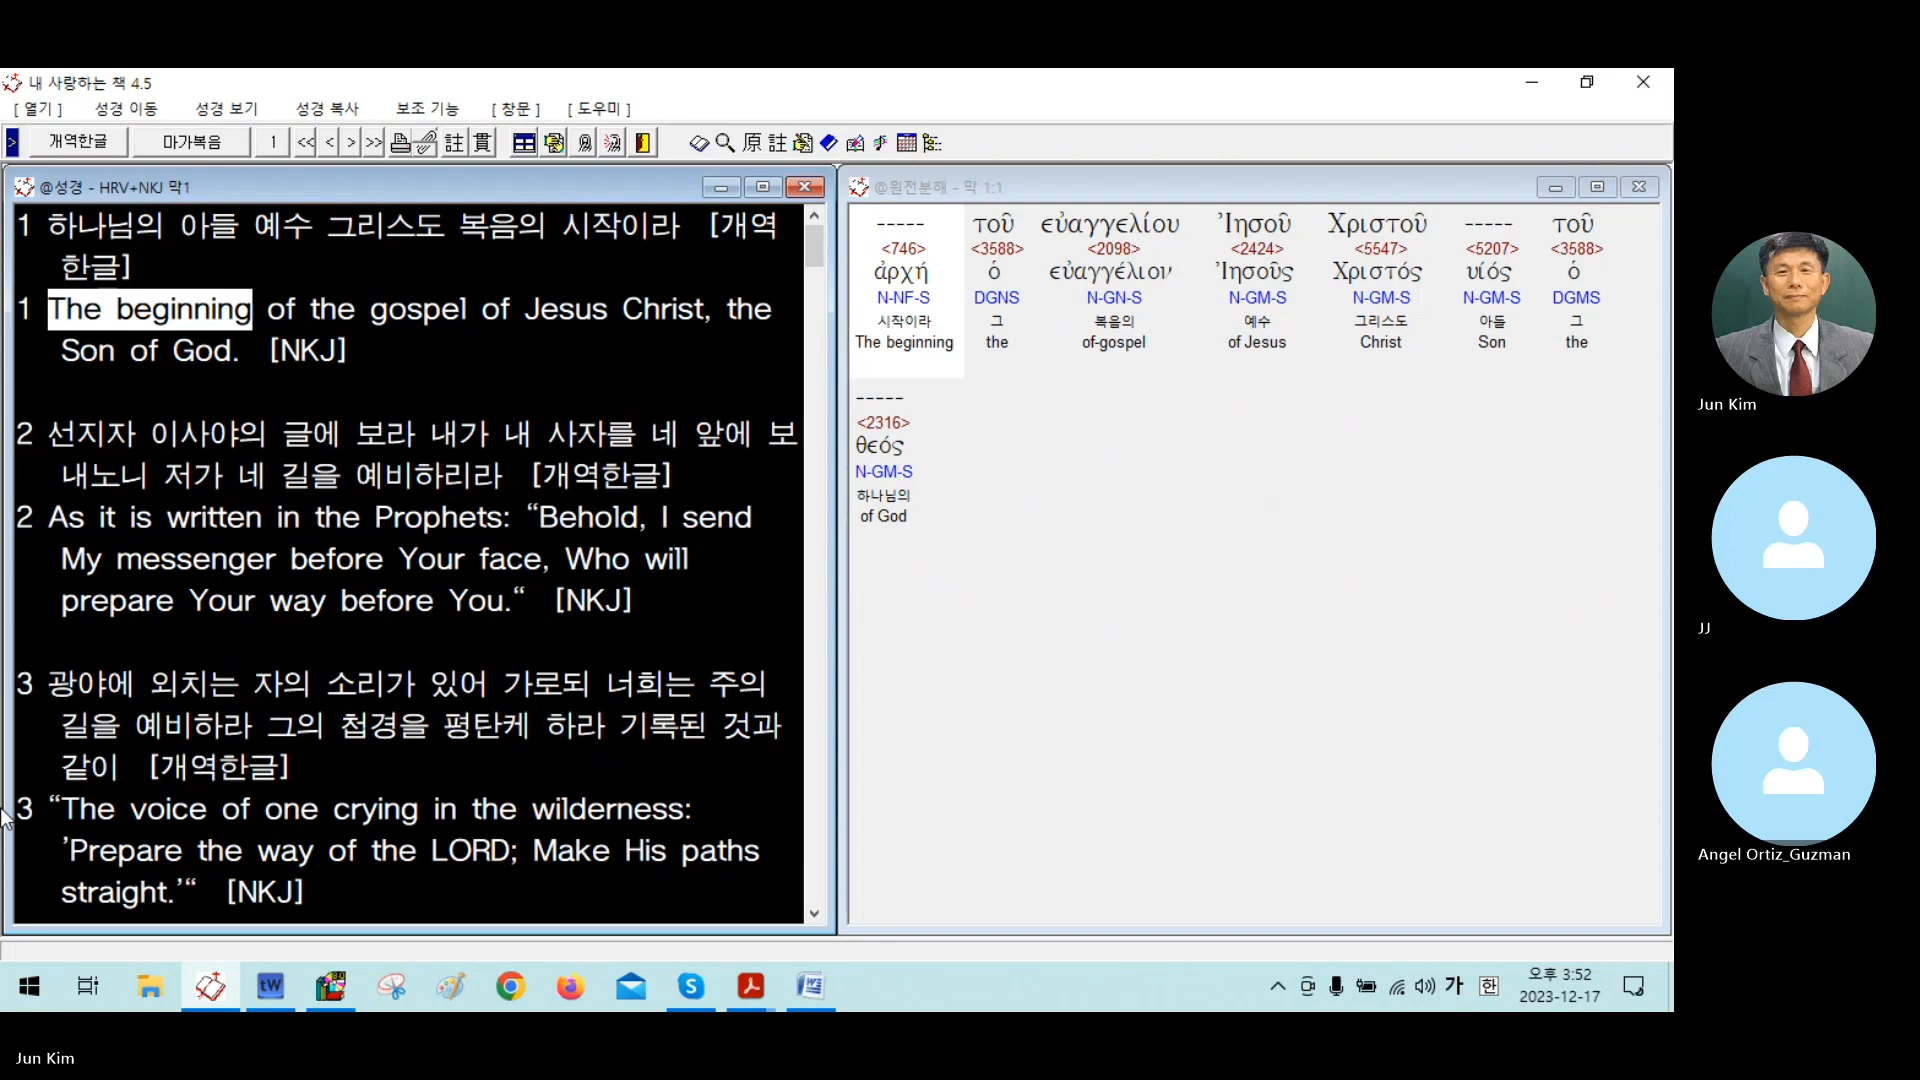 내 사랑하는 책 4.5
[ 열기 ] 성경 이동 성경 보기 성경 복사 보조 기능 [ 창문 ] [ 도우미 ]
> 개역한글 마가복음 1 << < > >> 註 貫 原 註
@성경 - HRV+NKJ 막1
1 하나님의 아들 예수 그리스도 복음의 시작이라 [개역
한글]
1 The beginning of the gospel of Jesus Christ, the
Son of God. [NKJ]
2 선지자 이사야의 글에 보라 내가 내 사자를 네 앞에 보
내노니 저가 네 길을 예비하리라 [개역한글]
2 As it is written in the Prophets: “Behold, I send
My messenger before Your face, Who will
prepare Your way before You.“ [NKJ]
3 광야에 외치는 자의 소리가 있어 가로되 너희는 주의
길을 예비하라 그의 첩경을 평탄케 하라 기록된 것과
같이 [개역한글]
3 “The voice of one crying in the wilderness:
’Prepare the way of the LORD; Make His paths
straight.’“ [NKJ]
@원전분해 - 막 1:1
----- τοῦ εὐαγγελίου Ἰησοῦ Χριστοῦ ----- τοῦ
<746> <3588> <2098> <2424> <5547> <5207> <3588>
ἀρχή ὁ εὐαγγέλιον Ἰησοῦς Χριστός υἱός ὁ
N-NF-S DGNS N-GN-S N-GM-S N-GM-S N-GM-S DGMS
시작이라 그 복음의 예수 그리스도 아들 그
The beginning the of-gospel of Jesus Christ Son the
-----
<2316>
θεός
N-GM-S
하나님의
of God
Jun Kim
JJ
Angel Ortiz_Guzman
tW
S
W
가 한
오후 3:52
2023-12-17
Jun Kim